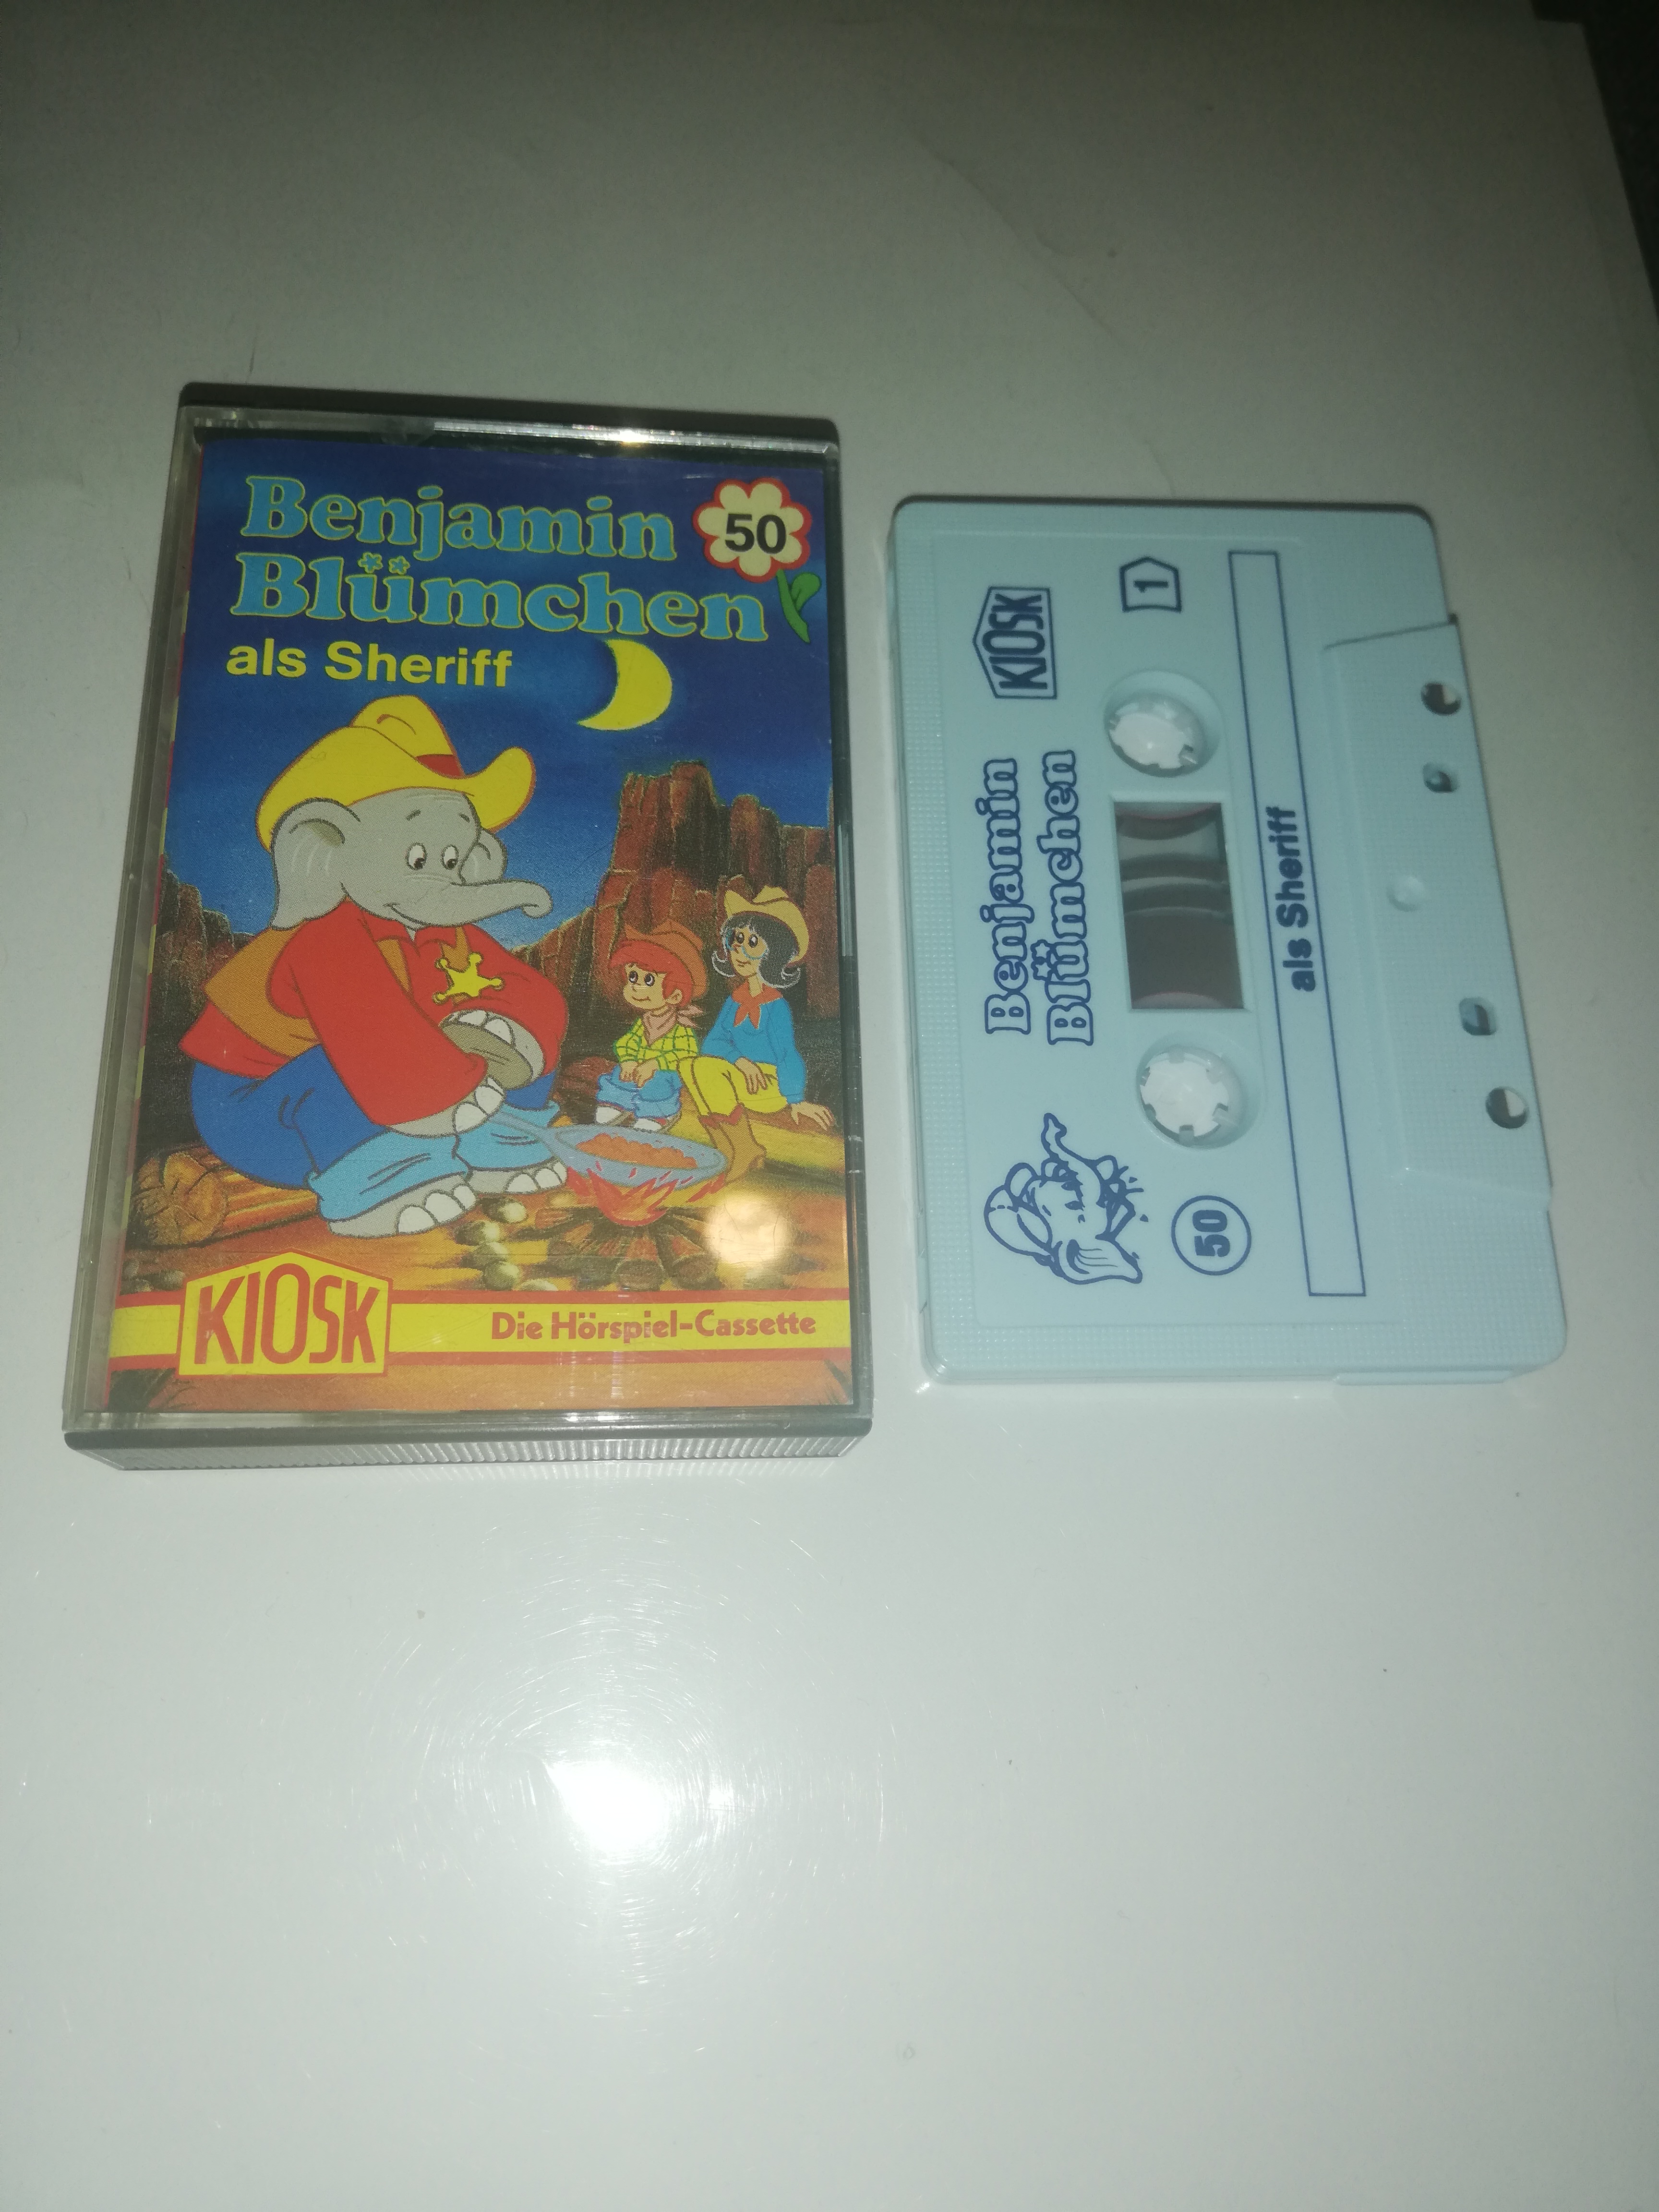 Benjamin
Blümchen
50
als Sheriff
KIOSK
Die Hörspiel-Cassette
KIOSK
1
Benjamin
Blümchen
50
als Sheriff